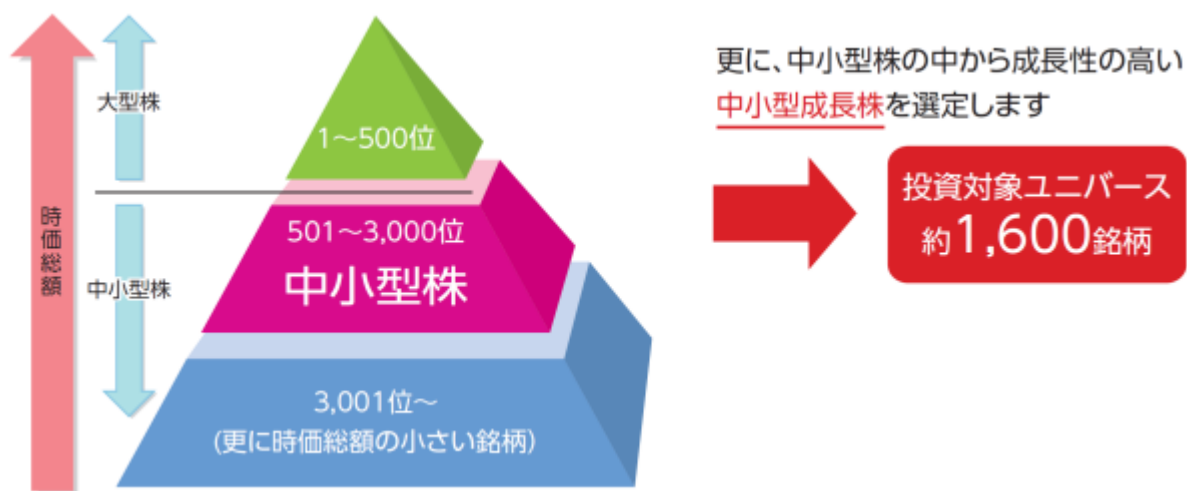 時価総額
大型株
中小型株
1～500位
501～3,000位
中小型株
3,001位～
(更に時価総額の小さい銘柄)
更に、中小型株の中から成長性の高い
中小型成長株を選定します
投資対象ユニバース
約1,600銘柄